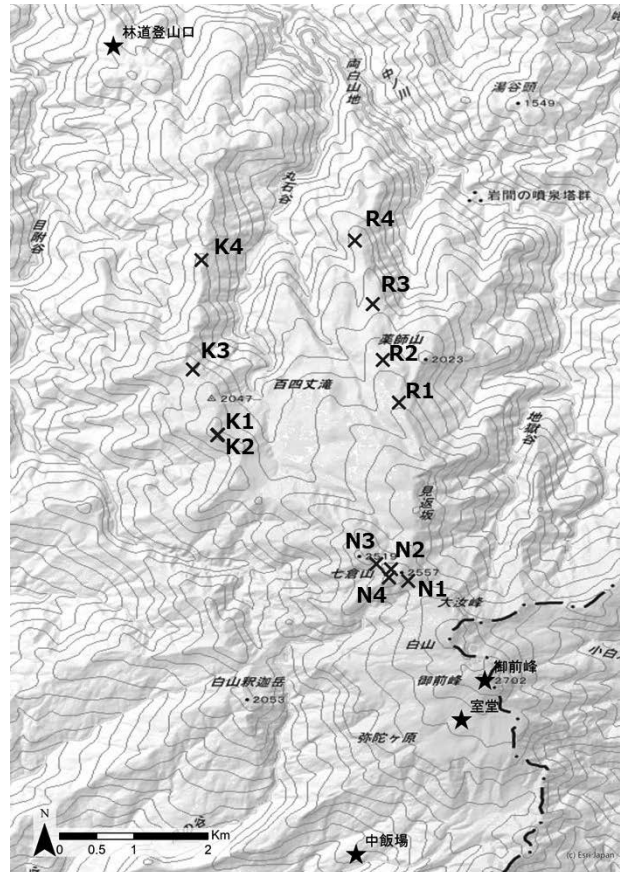 林道登山口
両白山地
中ノ川
湯谷頭
1549
丸石谷
岩間の噴泉塔群
目附谷
R4
K4
R3
薬師山
R2
2023
K3
百四丈滝
2047
R1
K1
K2
地獄谷
見返坂
N3
2519
N2
七倉山
2557
N4
N1
大汝峰
白山
御前峰
小白
白山釈迦岳
御前峰
2702
2053
室堂
弥陀ヶ原
N
の谷
中飯場
0 0.5 1 2
Km
(c) Esri Japan